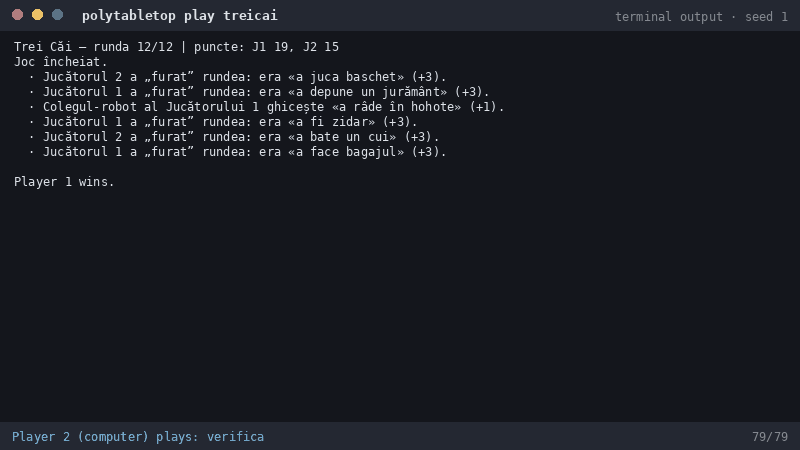 polytabletop play treicai
terminal output · seed 1
Trei Căi — runda 12/12 | puncte: J1 19, J2 15
Joc încheiat.
· Jucătorul 2 a „furat” rundea: era «a juca baschet» (+3).
· Jucătorul 1 a „furat” rundea: era «a depune un jurământ» (+3).
· Colegul-robot al Jucătorului 1 ghicește «a râde în hohote» (+1).
· Jucătorul 1 a „furat” rundea: era «a fi zidar» (+3).
· Jucătorul 2 a „furat” rundea: era «a bate un cui» (+3).
· Jucătorul 1 a „furat” rundea: era «a face bagajul» (+3).
Player 1 wins.
Player 2 (computer) plays: verifica
79/79